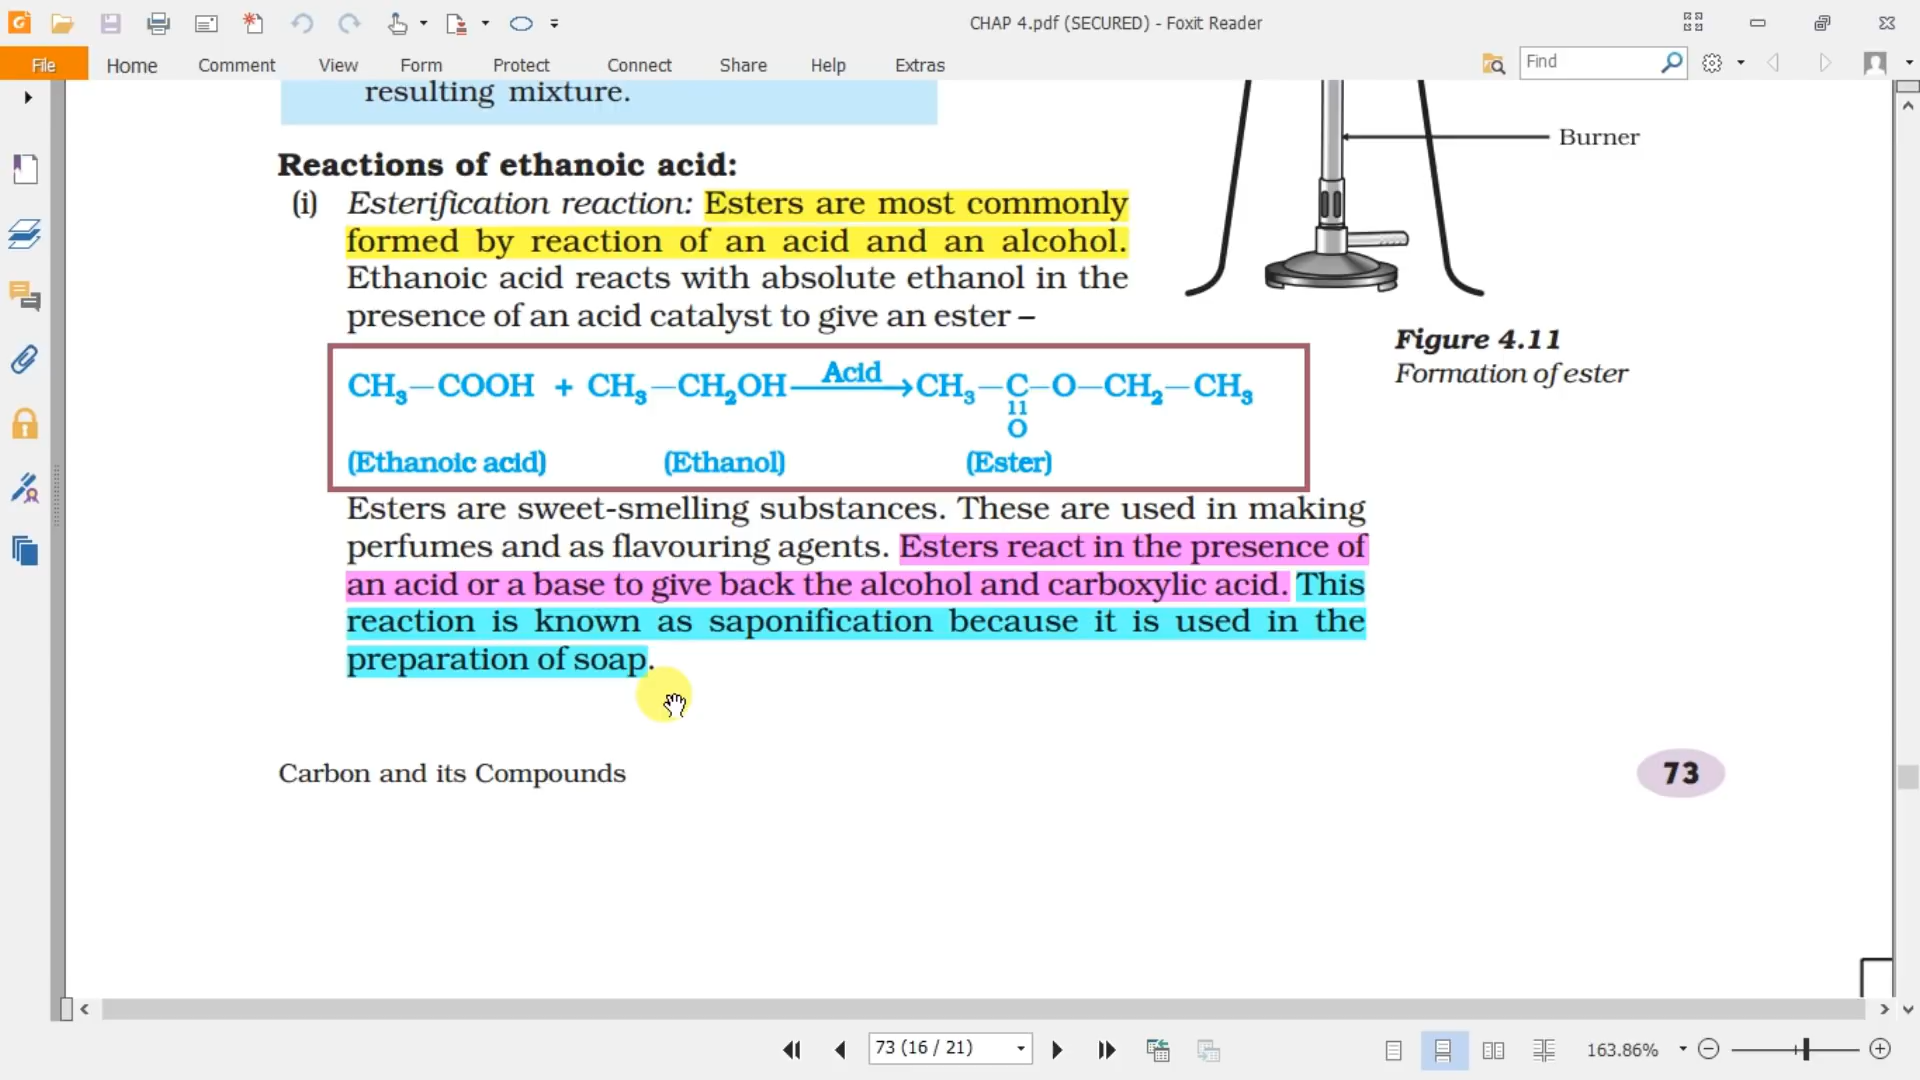 CHAP 4.pdf (SECURED) - Foxit Reader
File Home Comment View Form Protect Connect Share Help Extras Find
resulting mixture.
Burner
Reactions of ethanoic acid:
(i) Esterification reaction: Esters are most commonly
formed by reaction of an acid and an alcohol.
Ethanoic acid reacts with absolute ethanol in the
presence of an acid catalyst to give an ester –
Figure 4.11
Formation of ester
CH₃—COOH + CH₃—CH₂OH Acid→ CH₃—C—O—CH₂—CH₃
11
O
(Ethanoic acid) (Ethanol) (Ester)
Esters are sweet-smelling substances. These are used in making
perfumes and as flavouring agents. Esters react in the presence of
an acid or a base to give back the alcohol and carboxylic acid. This
reaction is known as saponification because it is used in the
preparation of soap.
Carbon and its Compounds
73
73 (16 / 21)
163.86%